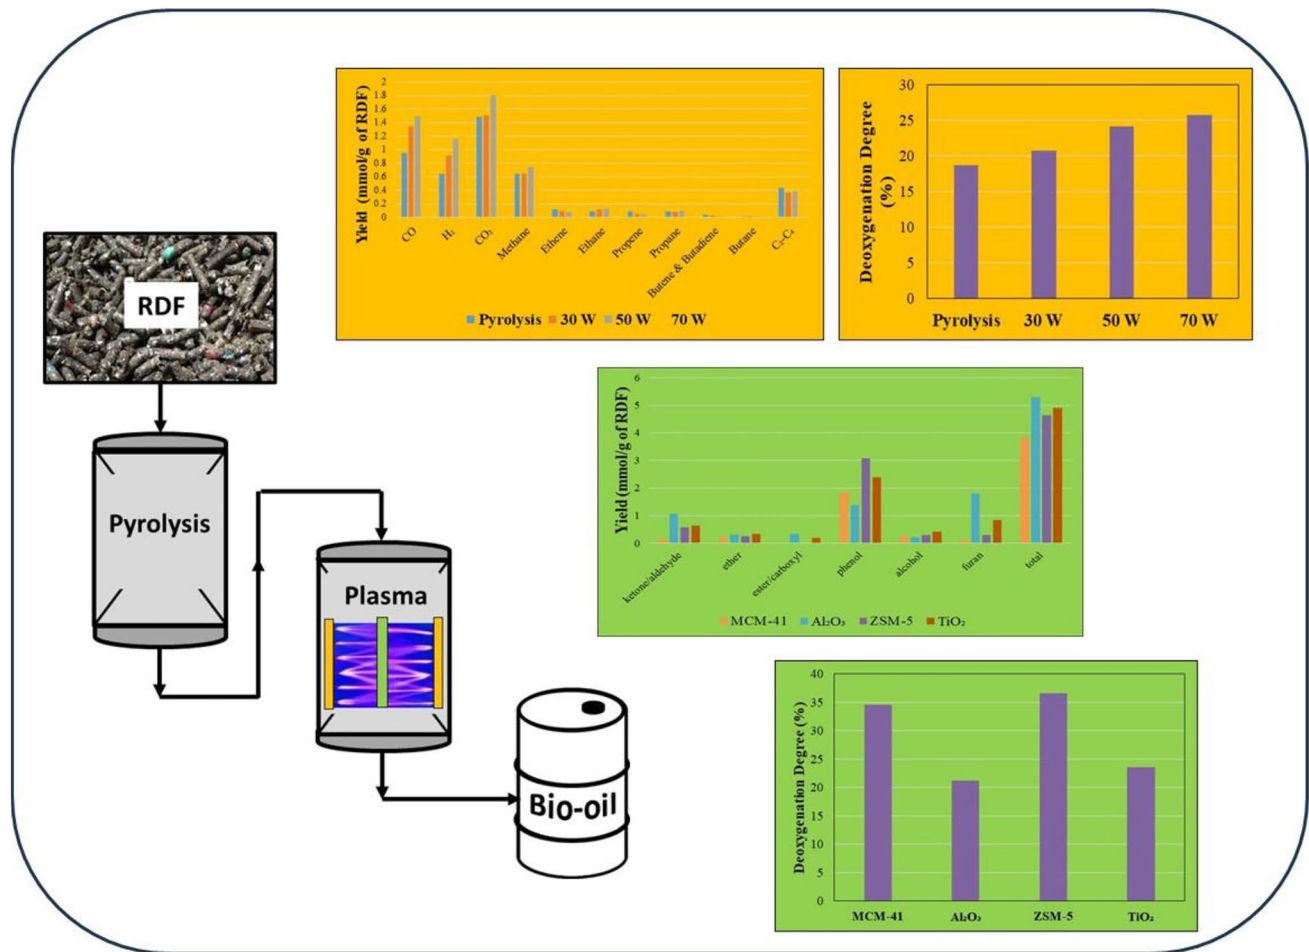 Yield (mmol/g of RDF)
2
1.8
1.6
1.4
1.2
1
0.8
0.6
0.4
0.2
0
CO
H₂
CO₂
Methane
Ethene
Ethane
Propene
Propane
Butene & Butadiene
Butane
C₂-C₄
Pyrolysis 30 W 50 W 70 W
Deoxygenation Degree
(%)
30
25
20
15
10
5
0
Pyrolysis 30 W 50 W 70 W
RDF
Pyrolysis
Plasma
Bio-oil
Yield (mmol/g of RDF)
6
5
4
3
2
1
0
ketone/aldehyde
ether
ester/carboxyl
phenol
alcohol
furan
total
MCM-41 Al₂O₃ ZSM-5 TiO₂
Deoxygenation Degree (%)
40
35
30
25
20
15
10
5
0
MCM-41 Al₂O₃ ZSM-5 TiO₂